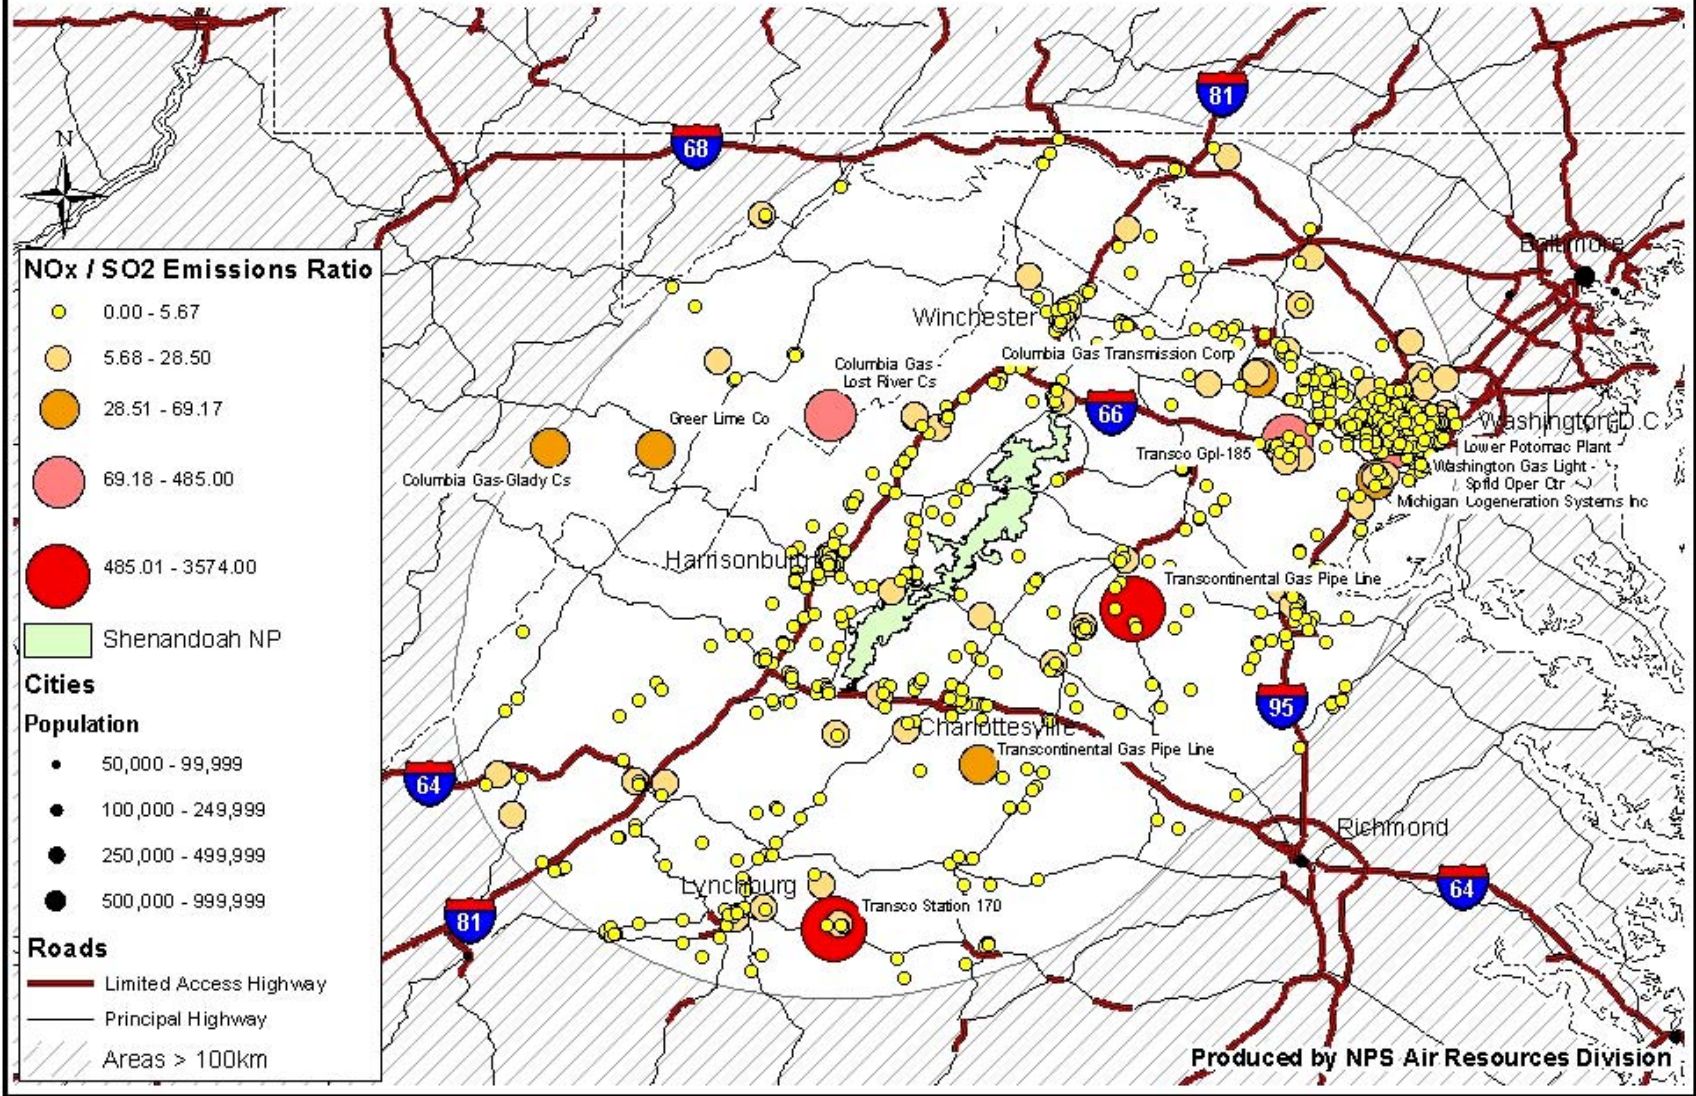 81
68
N
NOx / SO2 Emissions Ratio
0.00 - 5.67
5.68 - 28.50
28.51 - 69.17
69.18 - 485.00
485.01 - 3574.00
Shenandoah NP
Cities
Population
50,000 - 99,999
100,000 - 249,999
250,000 - 499,999
500,000 - 999,999
Roads
Limited Access Highway
Principal Highway
Areas > 100km
Baltimore
Winchester
Columbia Gas Transmission Corp
Columbia Gas -
Lost River Cs
66
Greer Lime Co
Washington, D.C.
Lower Potomac Plant
Transco Gpl-185
Washington Gas Light -
Spfld Oper Ctr
Columbia Gas-Glady Cs
Michigan Logeneration Systems Inc
Harrisonburg
Transcontinental Gas Pipe Line
95
Charlottesville
Transcontinental Gas Pipe Line
64
Richmond
Lynchburg
64
Transco Station 170
81
Produced by NPS Air Resources Division